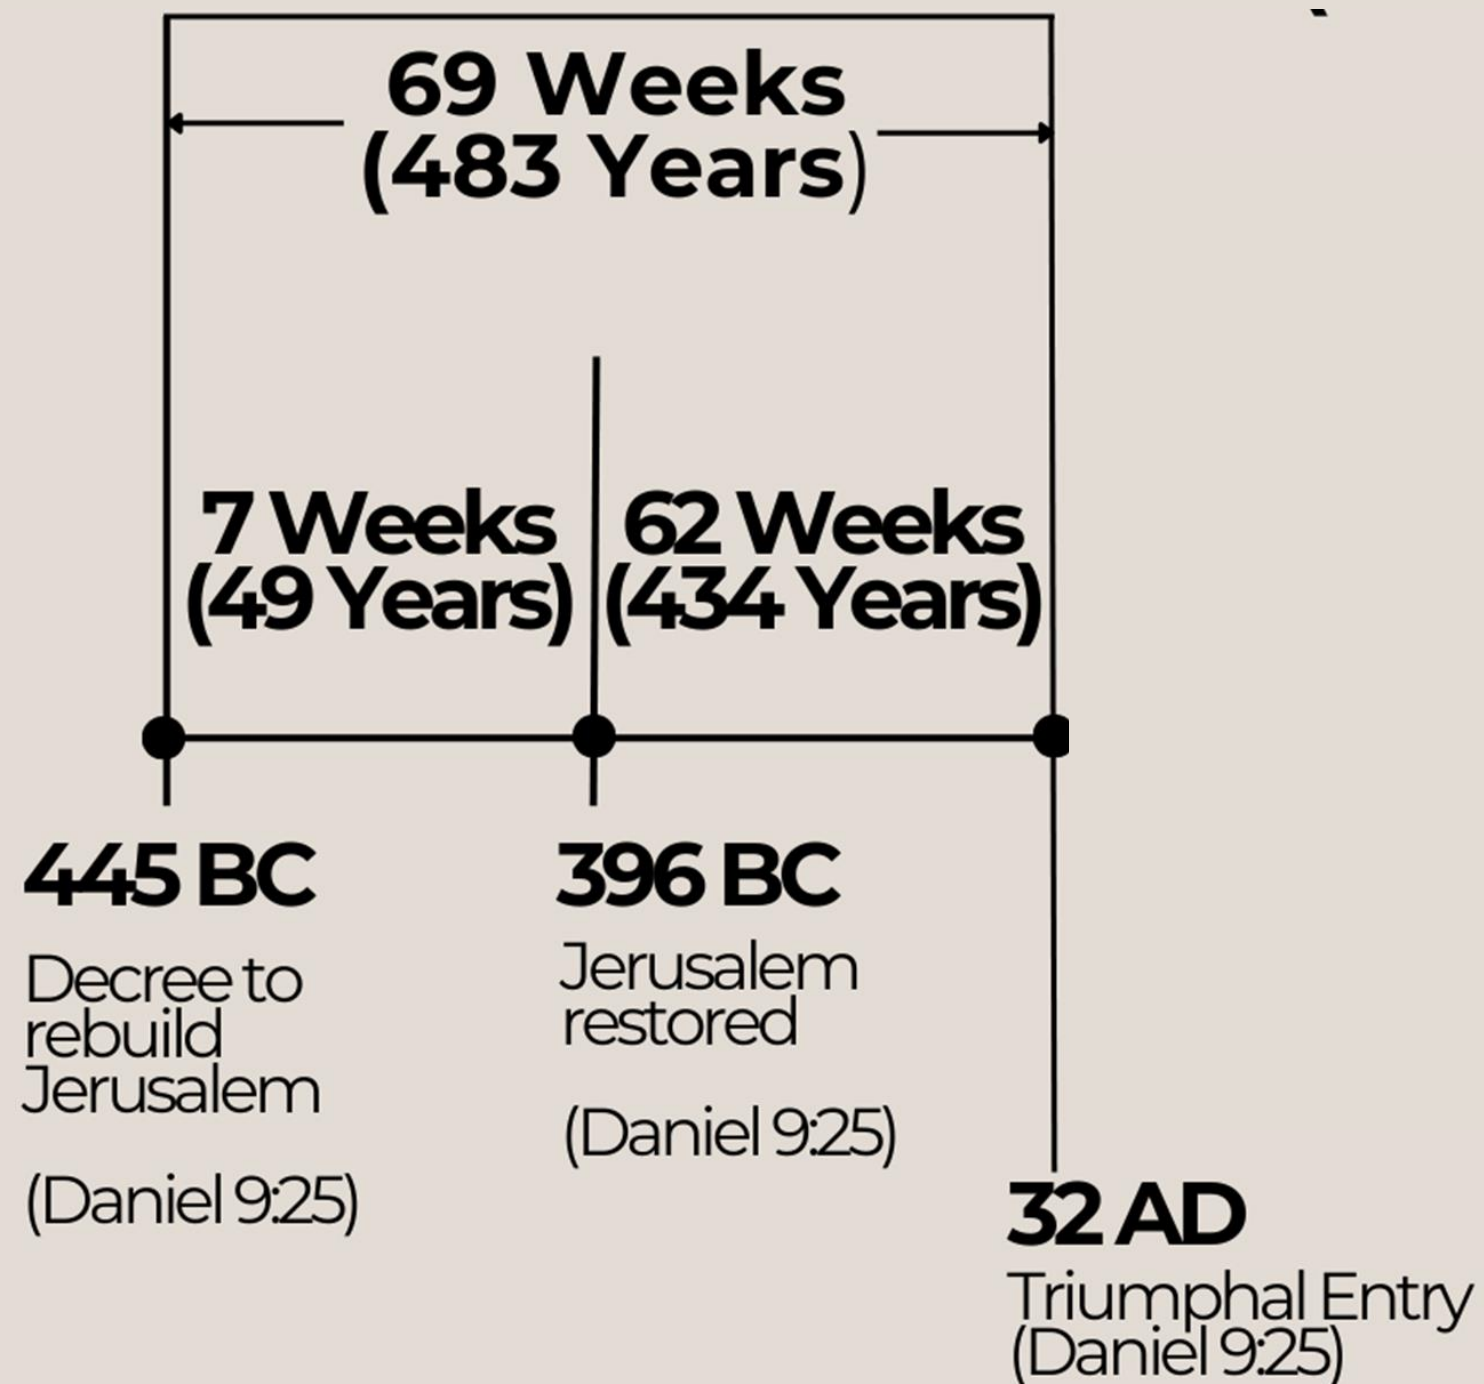 69 Weeks
(483 Years)
7 Weeks
(49 Years)
62 Weeks
(434 Years)
445 BC
Decree to
rebuild
Jerusalem
(Daniel 9:25)
396 BC
Jerusalem
restored
(Daniel 9:25)
32 AD
Triumphal Entry
(Daniel 9:25)